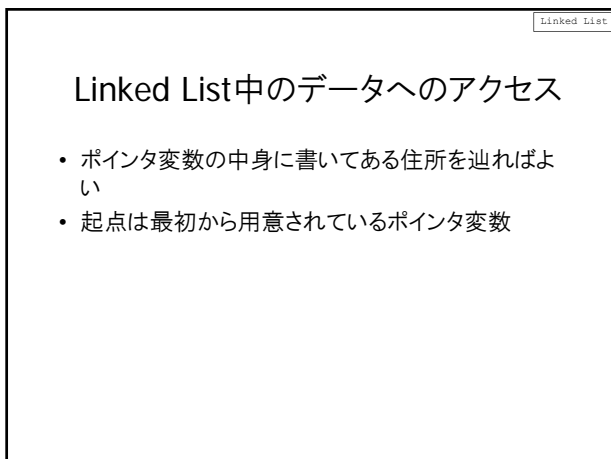 Linked List
Linked List中のデータへのアクセス
• ポインタ変数の中身に書いてある住所を辿ればよ
い
• 起点は最初から用意されているポインタ変数